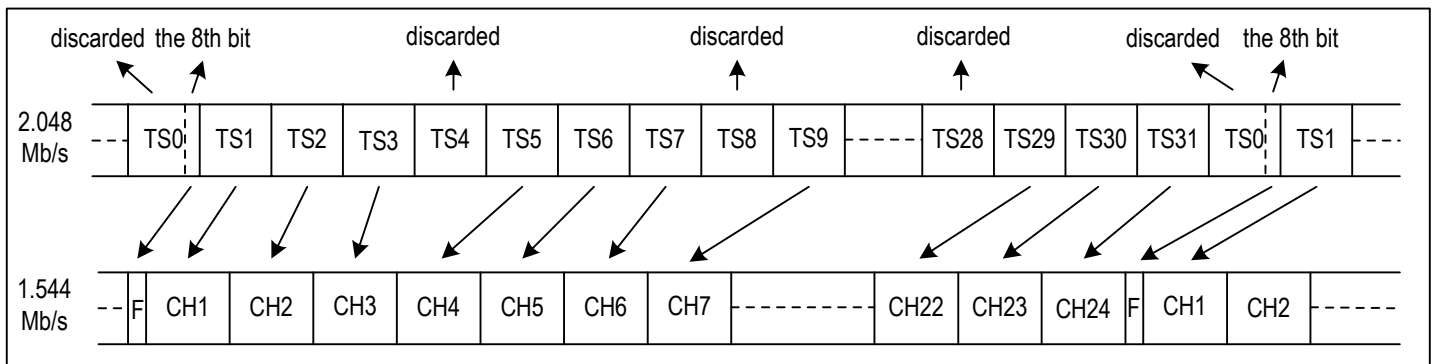 discarded the 8th bit discarded discarded discarded discarded the 8th bit
2.048 Mb/s TS0 TS1 TS2 TS3 TS4 TS5 TS6 TS7 TS8 TS9 TS28 TS29 TS30 TS31 TS0 TS1
1.544 Mb/s F CH1 CH2 CH3 CH4 CH5 CH6 CH7 CH22 CH23 CH24 F CH1 CH2